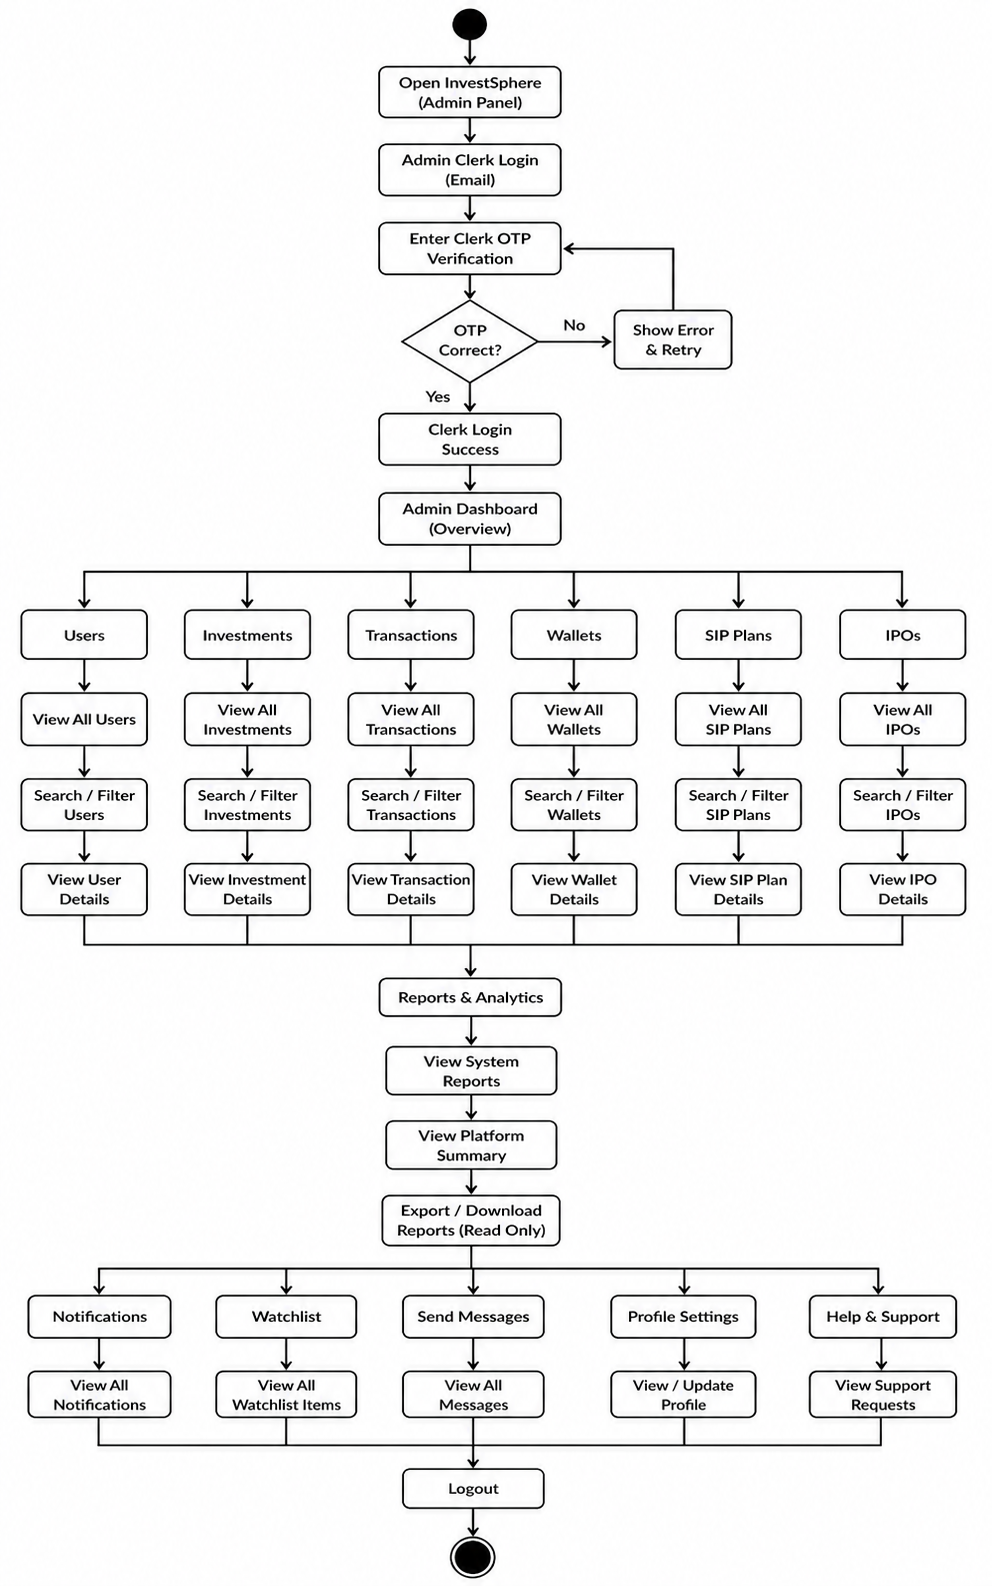 Open InvestSphere
(Admin Panel)
Admin Clerk Login
(Email)
Enter Clerk OTP
Verification
OTP
Correct?
No
Show Error
& Retry
Yes
Clerk Login
Success
Admin Dashboard
(Overview)
Users
Investments
Transactions
Wallets
SIP Plans
IPOs
View All Users
View All
Investments
View All
Transactions
View All
Wallets
View All
SIP Plans
View All
IPOs
Search / Filter
Users
Search / Filter
Investments
Search / Filter
Transactions
Search / Filter
Wallets
Search / Filter
SIP Plans
Search / Filter
IPOs
View User
Details
View Investment
Details
View Transaction
Details
View Wallet
Details
View SIP Plan
Details
View IPO
Details
Reports & Analytics
View System
Reports
View Platform
Summary
Export / Download
Reports (Read Only)
Notifications
Watchlist
Send Messages
Profile Settings
Help & Support
View All
Notifications
View All
Watchlist Items
View All
Messages
View / Update
Profile
View Support
Requests
Logout